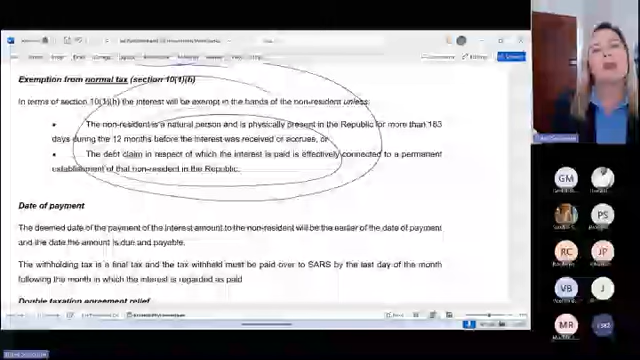 Exemption from normal tax (section 10(1)(h)
In terms of section 10(1)(h) the interest will be exempt in the hands of the non-resident unless:
• The non-resident is a natural person and is physically present in the Republic for more than 183
days during the 12 months before the interest was received or accrue, or
• The debt claim in respect of which the interest is paid is effectively connected to a permanent
establishment of that non-resident in the Republic.
Date of payment
The deemed date of the payment of the interest amount to the non-resident will be the earlier of the date of payment
and the date the amount is due and payable.
The withholding tax is a final tax and the tax withheld must be paid over to SARS by the last day of the month
following the month in which the interest is regarded as paid
Double taxation agreement relief
GM
PS
RC
JP
VB
J
MR